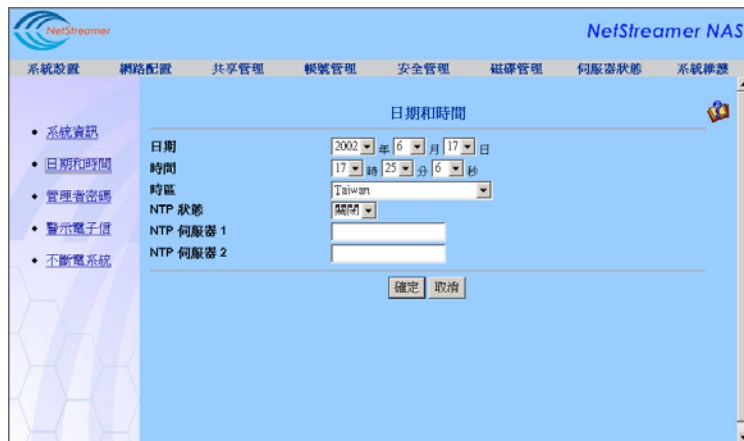 NetStreamer
NetStreamer NAS
系統設置 網路配置 共享管理 帳號管理 安全管理 磁碟管理 伺服器狀態 系統維護
日期和時間
系統資訊
日期和時間
管理者密碼
警示電子信
不斷電系統
日期 2002 年 6 月 17 日
時間 17 時 25 分 6 秒
時區 Taiwan
NTP 狀態 關閉
NTP 伺服器 1
NTP 伺服器 2
確定 取消